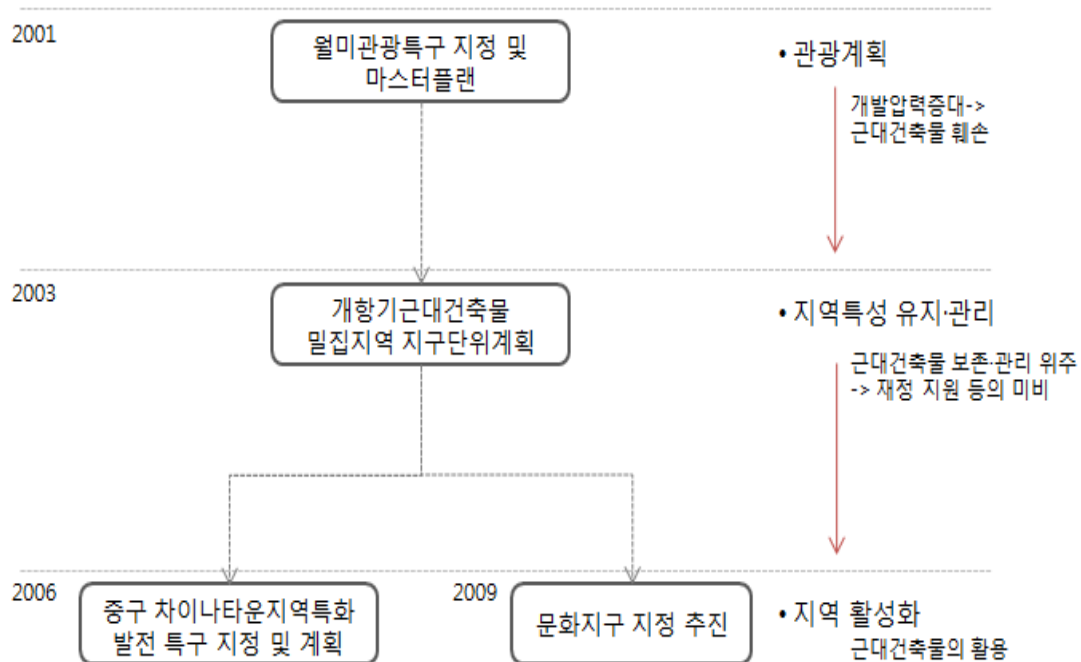 2001
월미관광특구 지정 및
마스터플랜
• 관광계획
개발압력증대->
근대건축물 훼손
2003
개항기근대건축물
밀집지역 지구단위계획
• 지역특성 유지·관리
근대건축물 보존·관리 위주
-> 재정 지원 등의 미비
2006
중구 차이나타운지역특화
발전 특구 지정 및 계획
2009
문화지구 지정 추진
• 지역 활성화
근대건축물의 활용